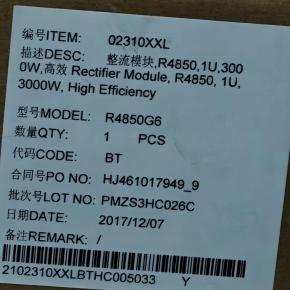 编号ITEM: 02310XXL
描述DESC: 整流模块,R4850,1U,300
0W,高效 Rectifier Module, R4850, 1U,
3000W, High Efficiency
型号MODEL: R4850G6
数量QTY: 1 PCS
代码CODE: BT
合同号PO NO: HJ461017949_9
批次号LOT NO: PMZS3HC026C
日期DATE: 2017/12/07
备注REMARK: /
2102310XXLBTHC005033 Y